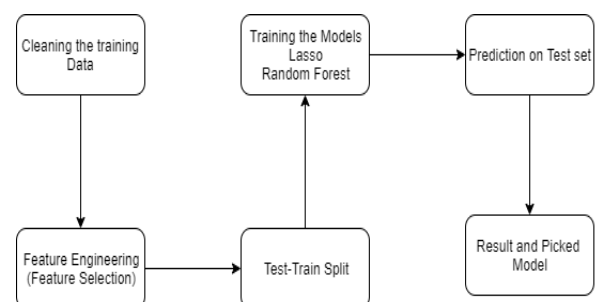 Cleaning the training
Data
Feature Engineering
(Feature Selection)
Test-Train Split
Training the Models
Lasso
Random Forest
Prediction on Test set
Result and Picked
Model